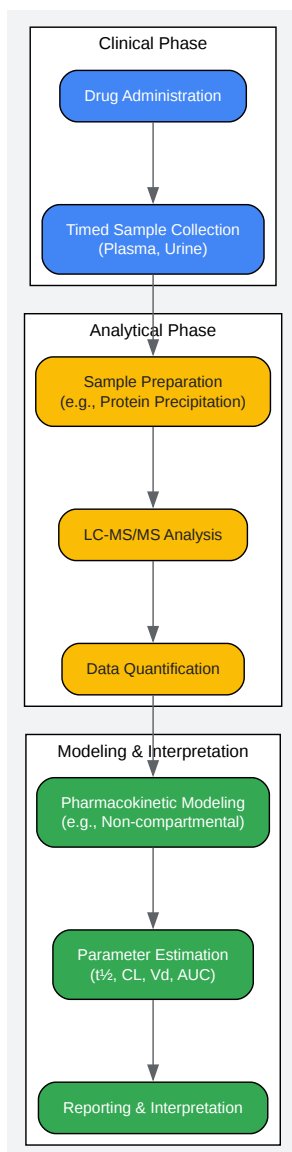 Clinical Phase
Drug Administration
Timed Sample Collection
(Plasma, Urine)
Analytical Phase
Sample Preparation
(e.g., Protein Precipitation)
LC-MS/MS Analysis
Data Quantification
Modeling & Interpretation
Pharmacokinetic Modeling
(e.g., Non-compartmental)
Parameter Estimation
(t½, CL, Vd, AUC)
Reporting & Interpretation